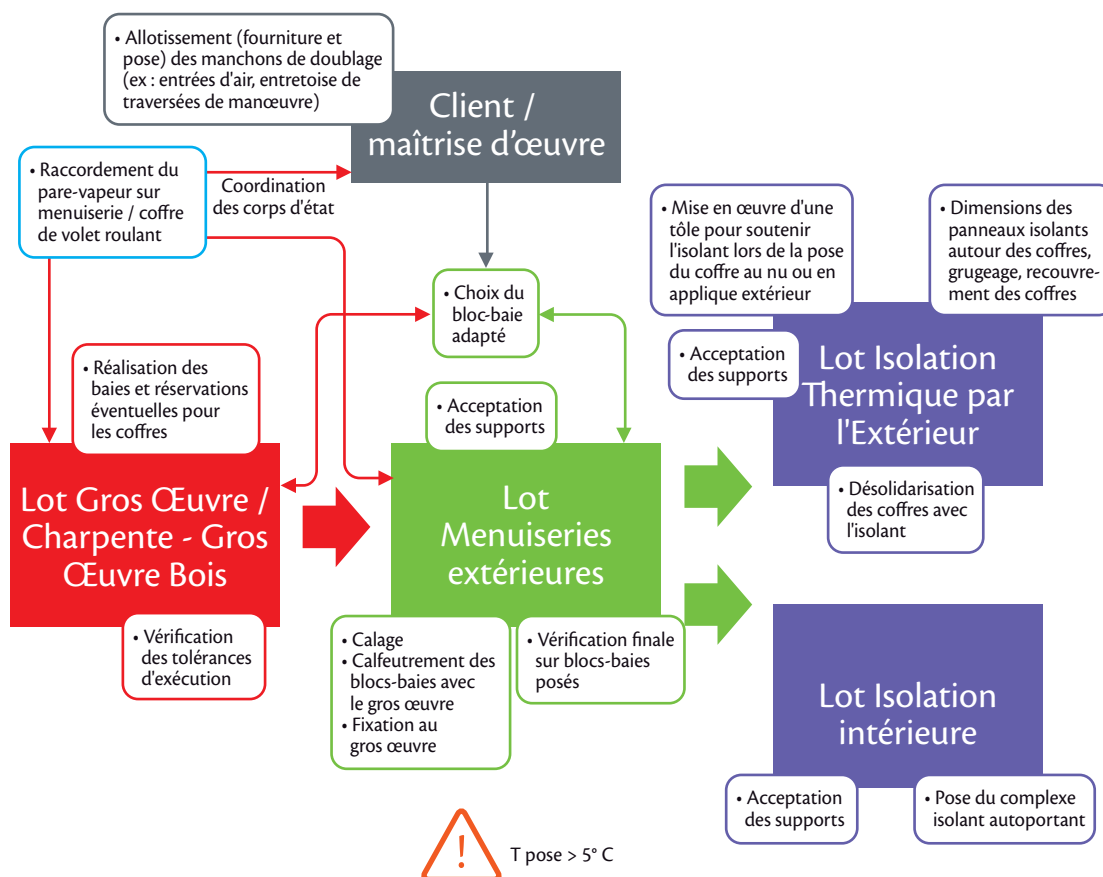 • Allotissement (fourniture et
pose) des manchons de doublage
(ex : entrées d'air, entretoise de
traversées de manœuvre)
Client /
maîtrise d'œuvre
• Raccordement du
pare-vapeur sur
menuiserie / coffre
de volet roulant
Coordination
des corps d'état
• Choix du
bloc-baie
adapté
• Mise en œuvre d'une
tôle pour soutenir
l'isolant lors de la pose
du coffre au nu ou en
applique extérieur
• Dimensions des
panneaux isolants
autour des coffres,
grugeage, recouvre-
ment des coffres
• Acceptation
des supports
Lot Isolation
Thermique par
l'Extérieur
• Désolidarisation
des coffres avec
l'isolant
• Réalisation des
baies et réservations
éventuelles pour
les coffres
Lot Gros Œuvre /
Charpente - Gros
Œuvre Bois
• Vérification
des tolérances
d'exécution
• Acceptation
des supports
Lot
Menuiseries
extérieures
• Calage
• Calfeutrement des
blocs-baies avec
le gros œuvre
• Fixation au
gros œuvre
• Vérification finale
sur blocs-baies
posés
Lot Isolation
intérieure
• Acceptation
des supports
• Pose du complexe
isolant autoportant
!
T pose > 5° C